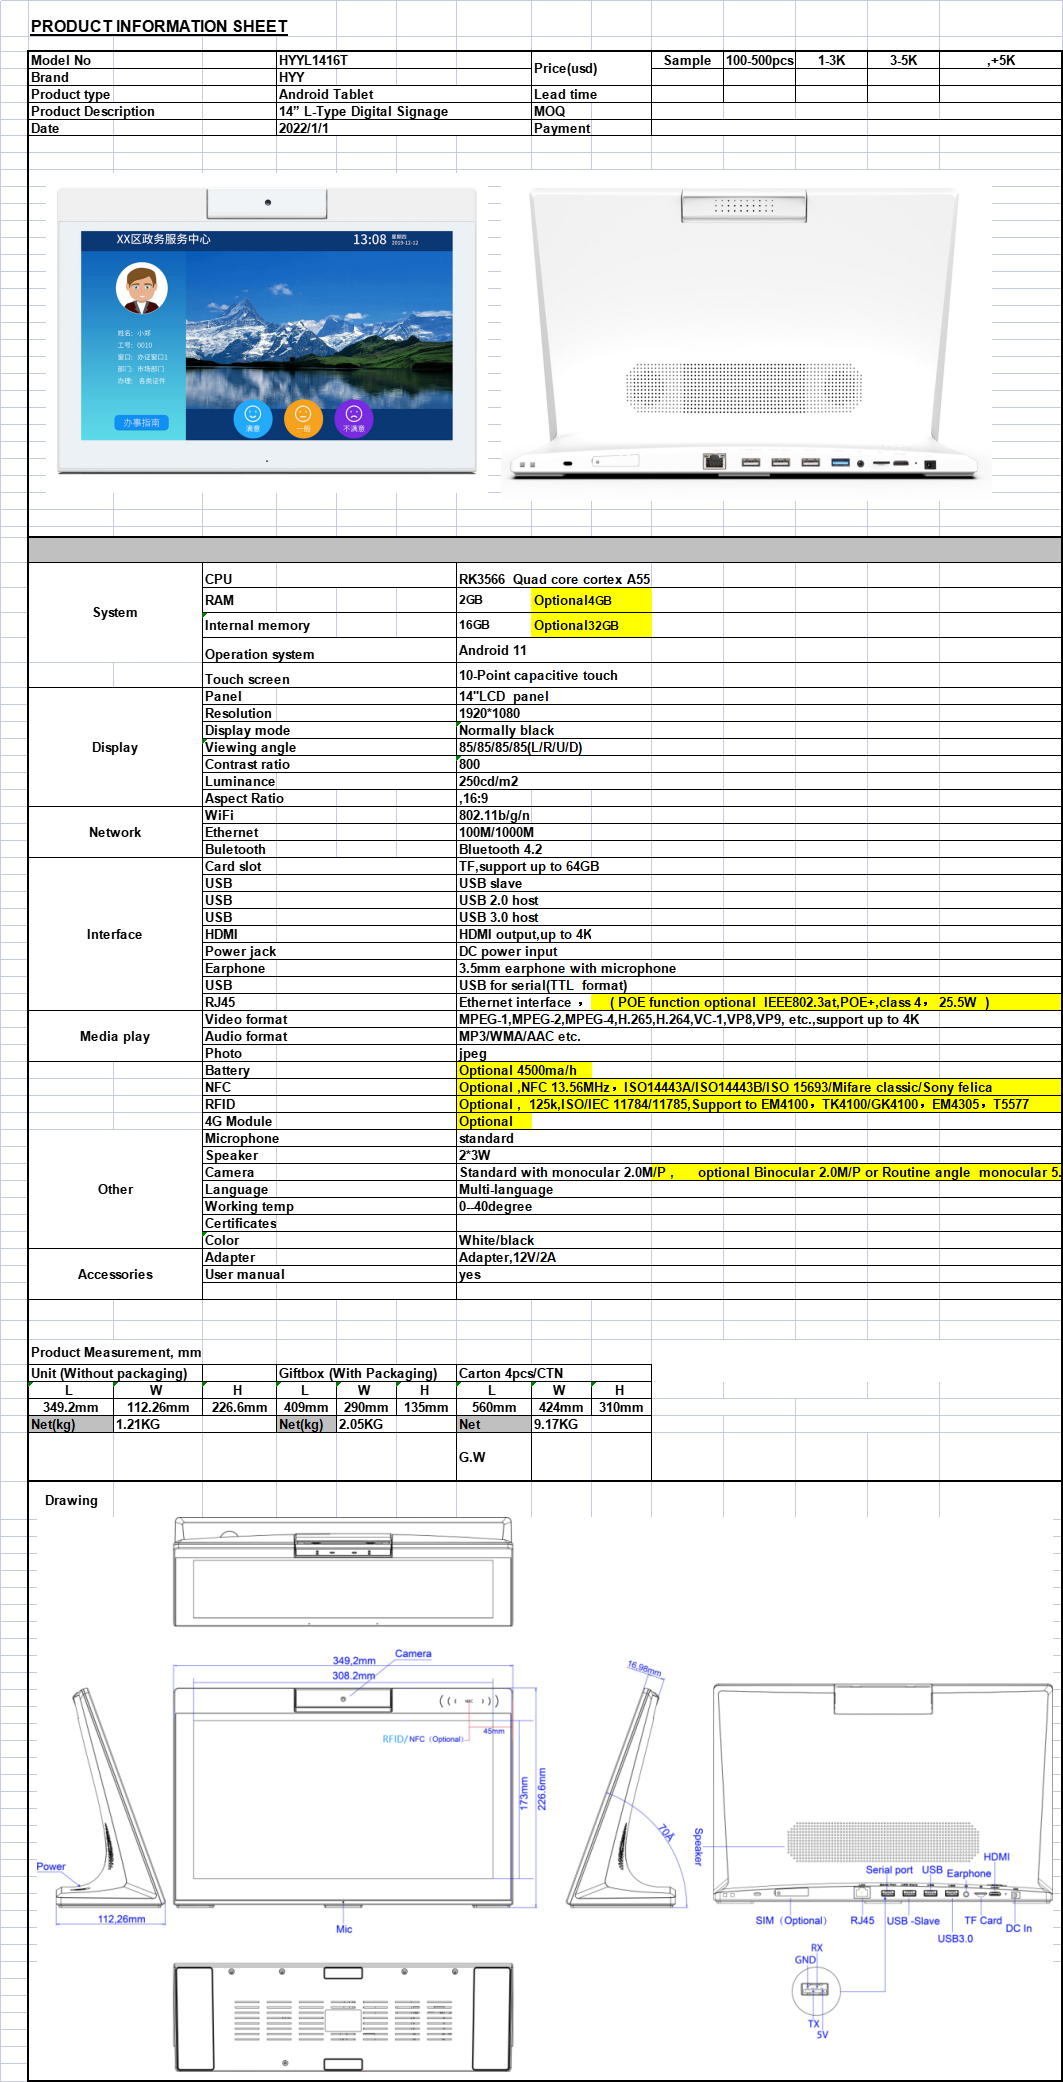 PRODUCT INFORMATION SHEET
Model No HYYL1416T Price(usd) Sample 100-500pcs 1-3K 3-5K ,+5K
Brand HYY
Product type Android Tablet Lead time
Product Description 14” L-Type Digital Signage MOQ
Date 2022/1/1 Payment
XX区政务服务中心 13:08 星期四
2019-12-12
姓名: 小郑
工号: 0010
窗口: 办证窗口1
部门: 市场部门
办理: 各类证件
办事指南 满意 一般 不满意
System
CPU RK3566 Quad core cortex A55
RAM 2GB Optional4GB
Internal memory 16GB Optional32GB
Operation system Android 11
Touch screen 10-Point capacitive touch
Display
Panel 14"LCD panel
Resolution 1920*1080
Display mode Normally black
Viewing angle 85/85/85/85(L/R/U/D)
Contrast ratio 800
Luminance 250cd/m2
Aspect Ratio ,16:9
Network
WiFi 802.11b/g/n
Ethernet 100M/1000M
Buletooth Bluetooth 4.2
Interface
Card slot TF,support up to 64GB
USB USB slave
USB USB 2.0 host
USB USB 3.0 host
HDMI HDMI output,up to 4K
Power jack DC power input
Earphone 3.5mm earphone with microphone
USB USB for serial(TTL format)
RJ45 Ethernet interface , ( POE function optional IEEE802.3at,POE+,class 4, 25.5W )
Media play
Video format MPEG-1,MPEG-2,MPEG-4,H.265,H.264,VC-1,VP8,VP9, etc.,support up to 4K
Audio format MP3/WMA/AAC etc.
Photo jpeg
Battery Optional 4500ma/h
NFC Optional ,NFC 13.56MHz, ISO14443A/ISO14443B/ISO 15693/Mifare classic/Sony felica
RFID Optional , 125k,ISO/IEC 11784/11785,Support to EM4100, TK4100/GK4100, EM4305, T5577
4G Module Optional
Other
Microphone standard
Speaker 2*3W
Camera Standard with monocular 2.0M/P , optional Binocular 2.0M/P or Routine angle monocular 5.
Language Multi-language
Working temp 0--40degree
Certificates
Color White/black
Accessories
Adapter Adapter,12V/2A
User manual yes
Product Measurement, mm
Unit (Without packaging) Giftbox (With Packaging) Carton 4pcs/CTN
L W H L W H L W H
349.2mm 112.26mm 226.6mm 409mm 290mm 135mm 560mm 424mm 310mm
Net(kg) 1.21KG Net(kg) 2.05KG Net 9.17KG
G.W
Drawing
Camera
349,2mm
308.2mm
16,98mm
NFC
45mm
RFID/ NFC (Optional)
173mm
226.6mm
70Å
Speaker
HDMI
Power
Serial port USB Earphone
112,26mm
Mic
SIM (Optional) RJ45 USB -Slave TF Card DC In
USB3.0
RX
GND
TX
5V